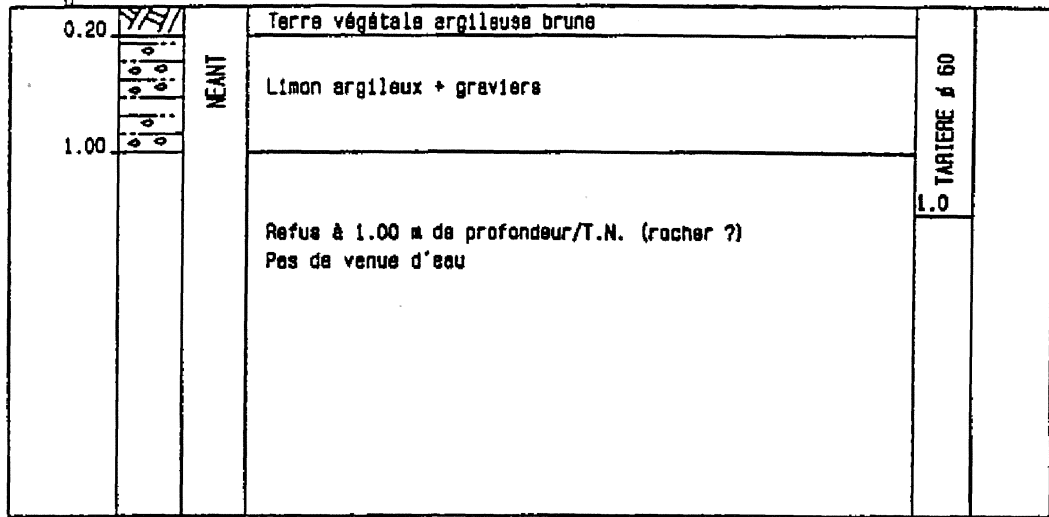 0.20
Terre végétale argileuse brune
NEANT
Limon argileux + graviers
1.00
TARIERE ø 60
1.0
Refus à 1.00 m de profondeur/T.N. (rocher ?)
Pas de venue d'eau